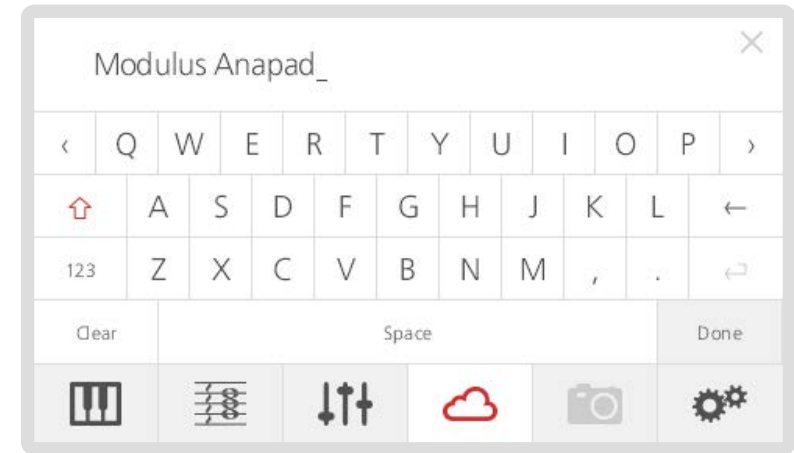 Modulus Anapad_
‹ Q W E R T Y U I O P ›
A S D F G H J K L ←
123 Z X C V B N M , .
Clear Space Done